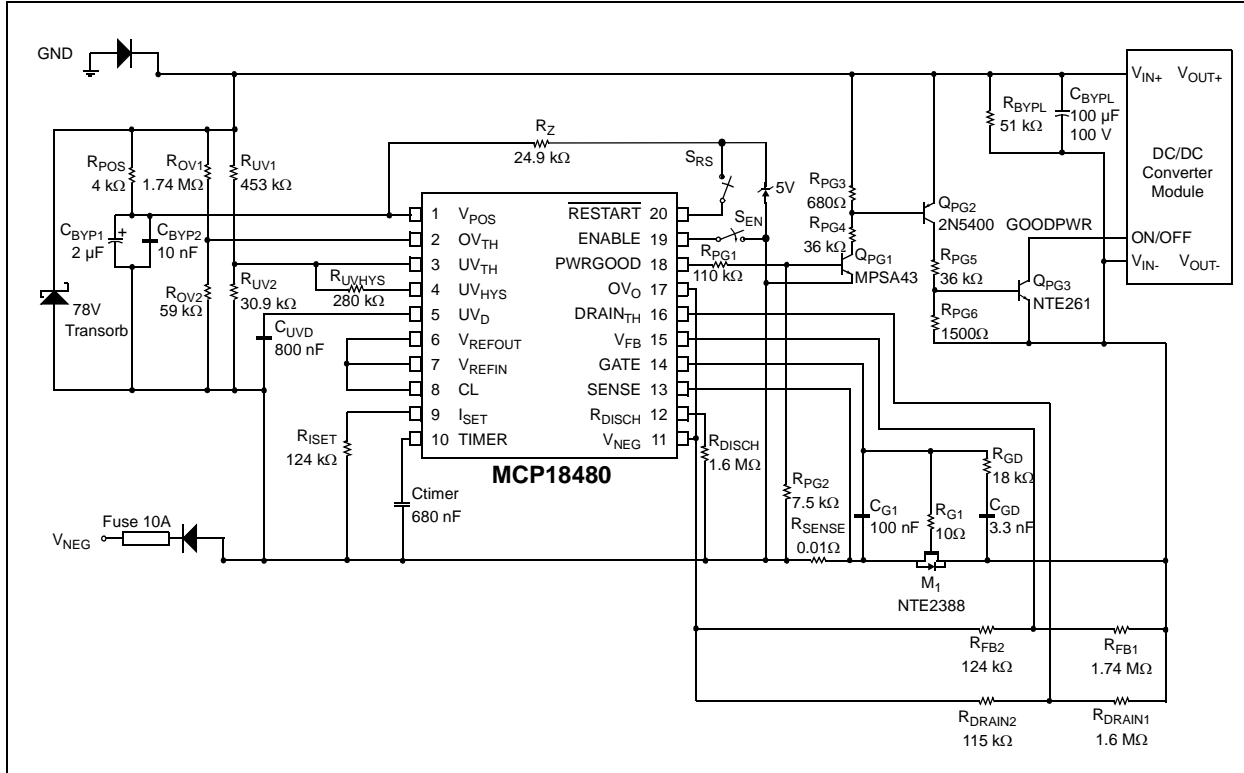 GND
R_POS
4 kΩ
R_OV1
1.74 MΩ
R_UV1
453 kΩ
C_BYP1
2 µF
+
C_BYP2
10 nF
R_OV2
59 kΩ
R_UV2
30.9 kΩ
R_UVHYS
280 kΩ
78V
Transorb
C_UVD
800 nF
R_ISET
124 kΩ
Ctimer
680 nF
V_NEG
Fuse 10A
R_Z
24.9 kΩ
1 V_POS
2 OV_TH
3 UV_TH
4 UV_HYS
5 UV_D
6 V_REFOUT
7 V_REFIN
8 CL
9 I_SET
10 TIMER
RESTART 20
ENABLE 19
PWRGOOD 18
OV_O 17
DRAIN_TH 16
V_FB 15
GATE 14
SENSE 13
R_DISCH 12
V_NEG 11
MCP18480
S_RS
S_EN
5V
R_PG1
110 kΩ
R_DISCH
1.6 MΩ
R_PG2
7.5 kΩ
R_SENSE
0.01Ω
R_PG3
680Ω
R_PG4
36 kΩ
Q_PG1
MPSA43
Q_PG2
2N5400
R_PG5
36 kΩ
R_PG6
1500Ω
GOODPWR
Q_PG3
NTE261
R_BYPL
51 kΩ
C_BYPL
100 µF
100 V
V_IN+ V_OUT+
DC/DC
Converter
Module
ON/OFF
V_IN- V_OUT-
C_G1
100 nF
R_G1
10Ω
R_GD
18 kΩ
C_GD
3.3 nF
M_1
NTE2388
R_FB2
124 kΩ
R_FB1
1.74 MΩ
R_DRAIN2
115 kΩ
R_DRAIN1
1.6 MΩ